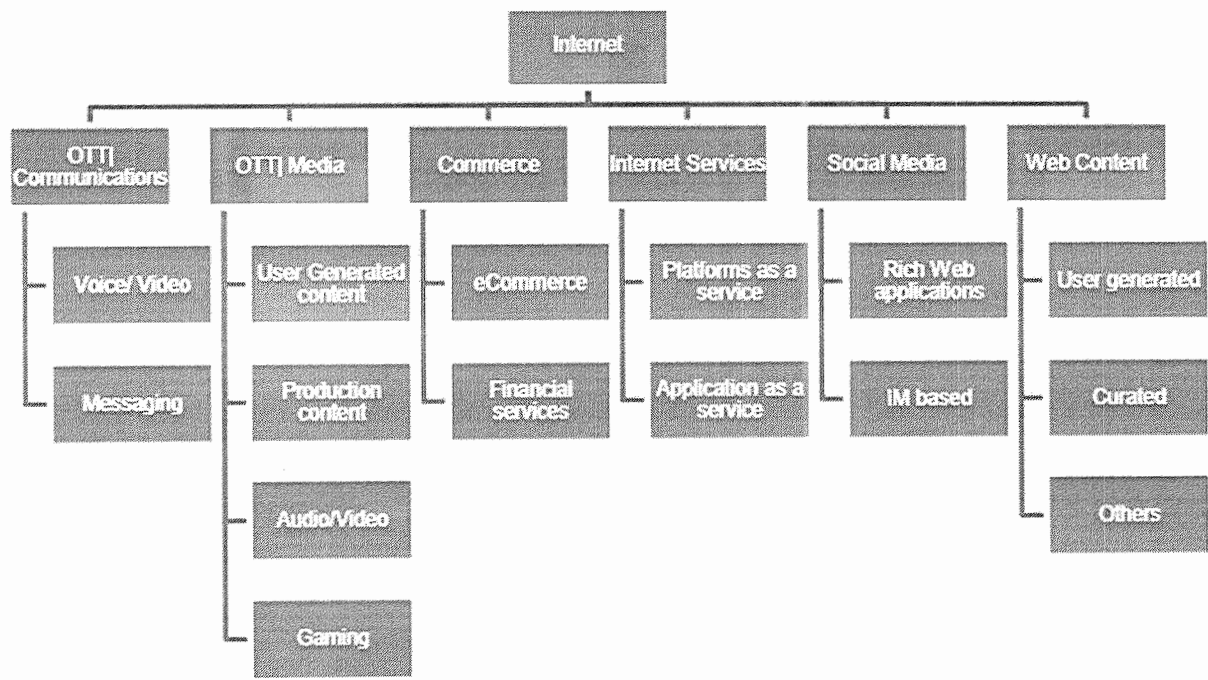 Internet
OTT|
Communications
OTT| Media
Commerce
Internet Services
Social Media
Web Content
Voice/ Video
Messaging
User Generated
content
Production
content
Audio/Video
Gaming
eCommerce
Financial
services
Platforms as a
service
Application as a
service
Rich Web
applications
IM based
User generated
Curated
Others